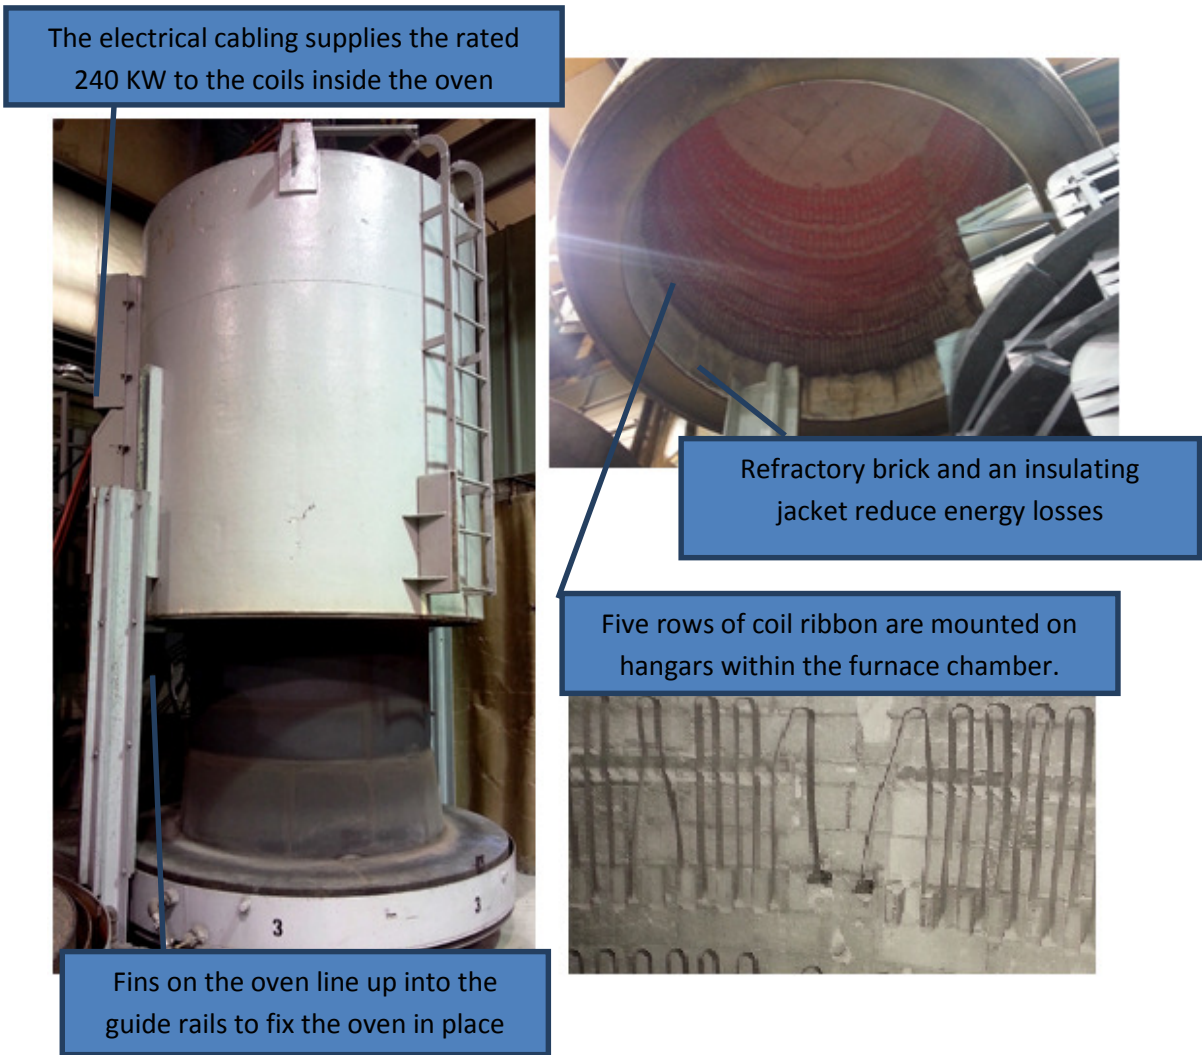 The electrical cabling supplies the rated
240 KW to the coils inside the oven
Refractory brick and an insulating
jacket reduce energy losses
Five rows of coil ribbon are mounted on
hangars within the furnace chamber.
3
3
Fins on the oven line up into the
guide rails to fix the oven in place